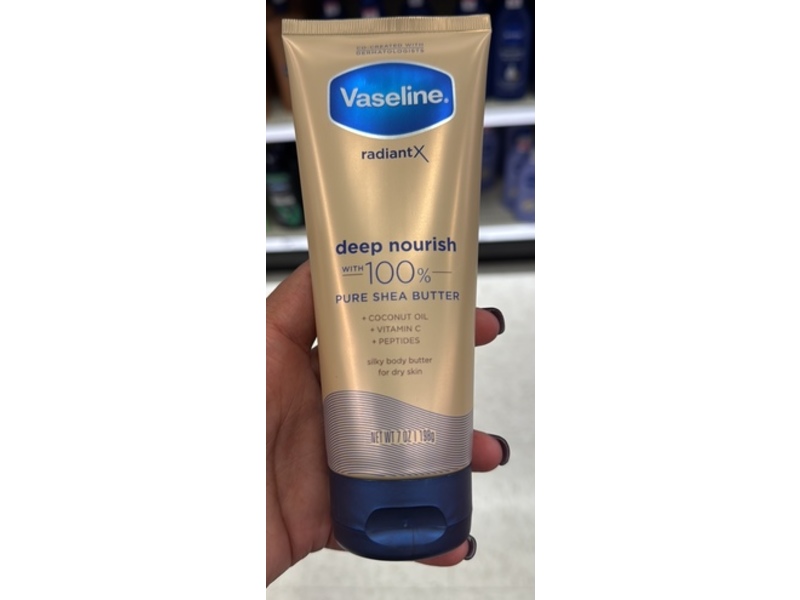 CO-CREATED WITH
DERMATOLOGISTS
Vaseline®
radiantX
deep nourish
WITH 100%
PURE SHEA BUTTER
+ COCONUT OIL
+ VITAMIN C
+ PEPTIDES
silky body butter
for dry skin
NET WT 7 OZ | 198g